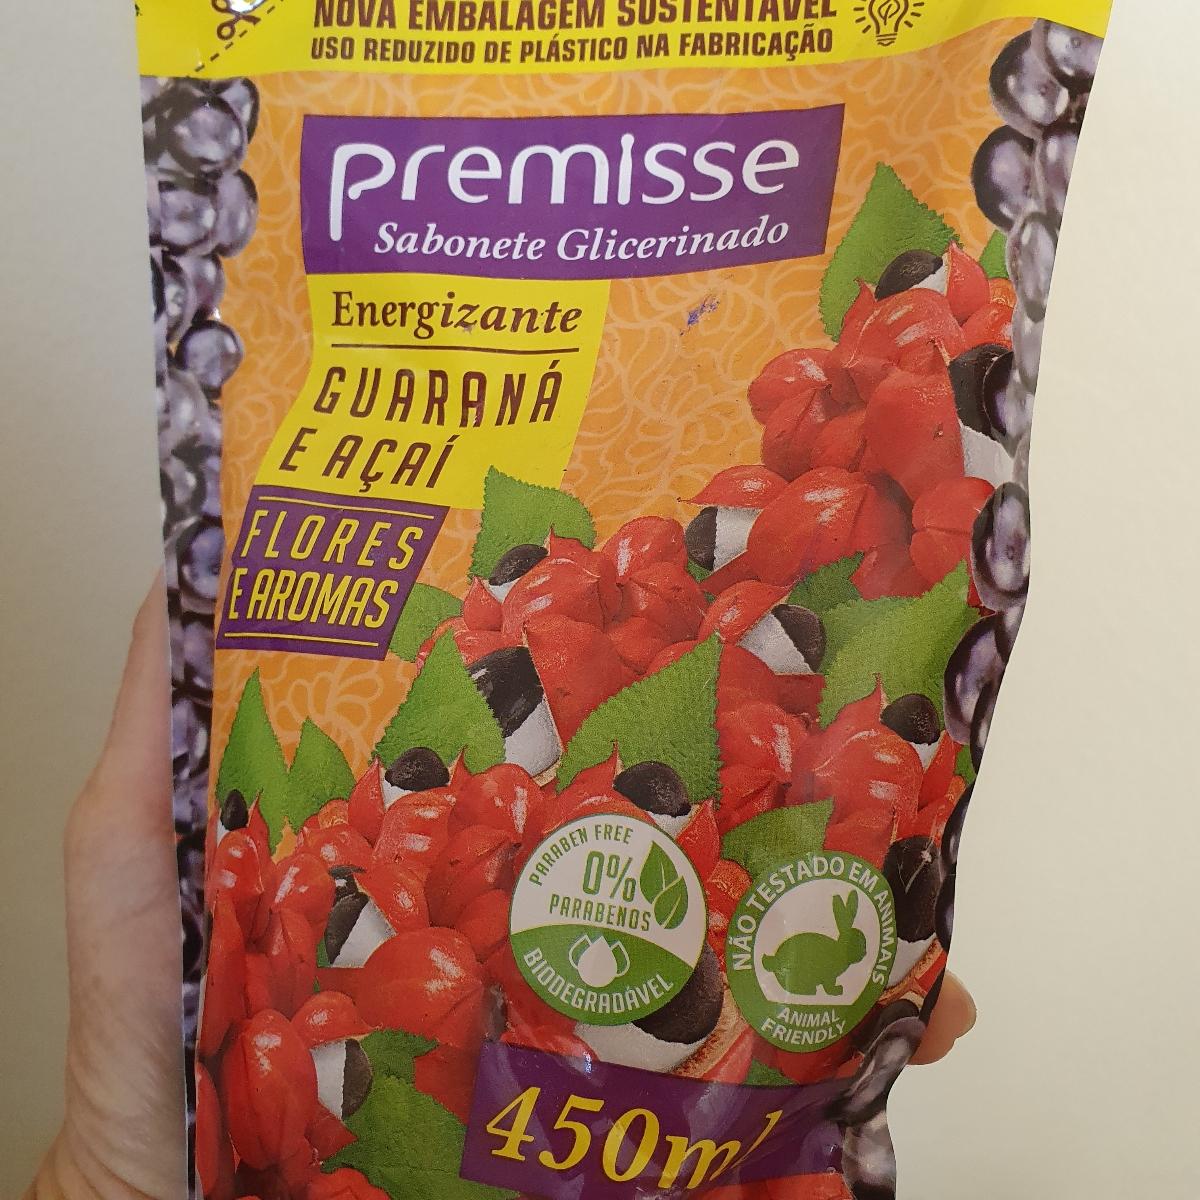 NOVA EMBALAGEM SUSTENTÁVEL
USO REDUZIDO DE PLÁSTICO NA FABRICAÇÃO
premisse
Sabonete Glicerinado
Energizante
GUARANÁ
E AÇAÍ
FLORES
E AROMAS
PARABEN FREE
0%
PARABENOS
BIODEGRADÁVEL
NÃO TESTADO EM ANIMAIS
ANIMAL
FRIENDLY
450ml